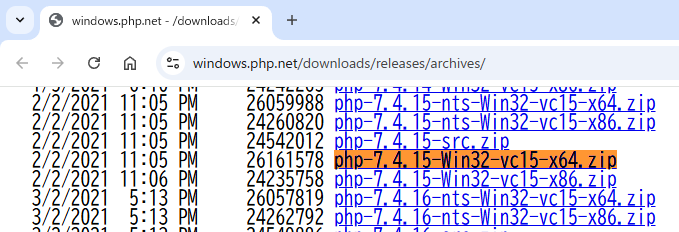 windows.php.net - /downloads/
windows.php.net/downloads/releases/archives/
2/2/2021 11:05 PM 26059988 php-7.4.15-nts-Win32-vc15-x64.zip
2/2/2021 11:05 PM 24260820 php-7.4.15-nts-Win32-vc15-x86.zip
2/2/2021 11:05 PM 24542012 php-7.4.15-src.zip
2/2/2021 11:05 PM 26161578 php-7.4.15-Win32-vc15-x64.zip
2/2/2021 11:06 PM 24235758 php-7.4.15-Win32-vc15-x86.zip
3/2/2021 5:13 PM 26057819 php-7.4.16-nts-Win32-vc15-x64.zip
3/2/2021 5:13 PM 24262792 php-7.4.16-nts-Win32-vc15-x86.zip